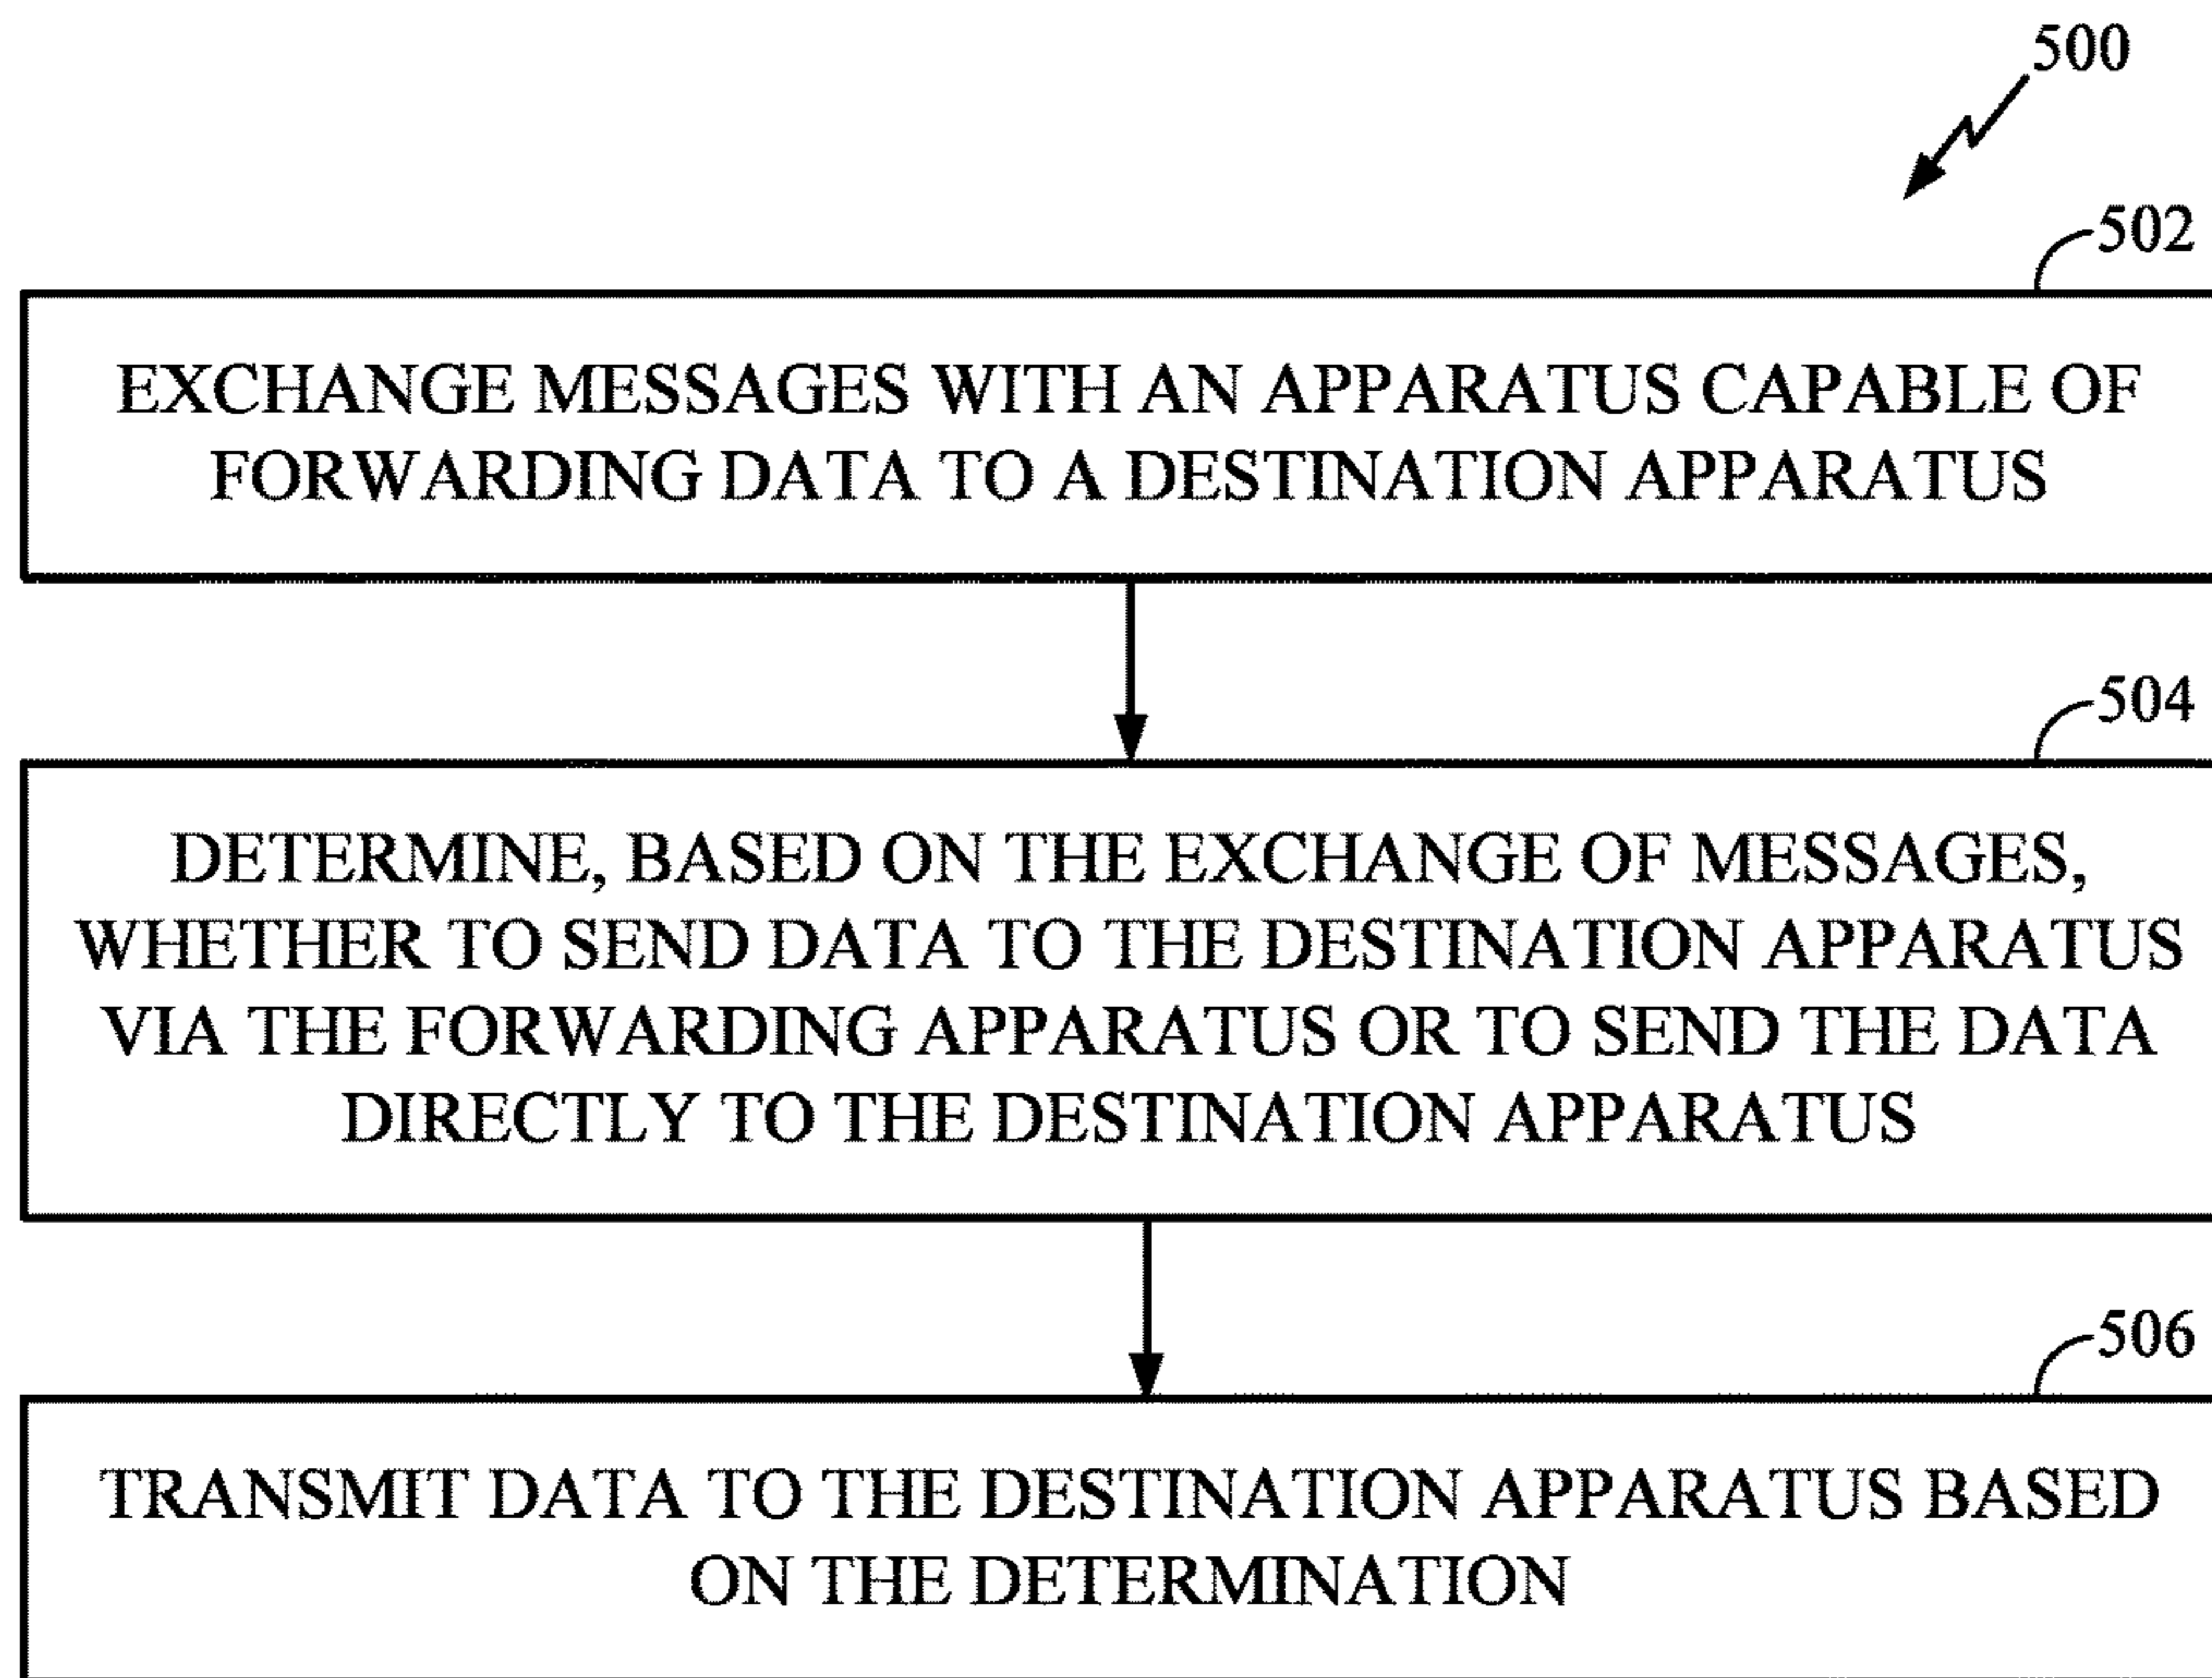 500
502
EXCHANGE MESSAGES WITH AN APPARATUS CAPABLE OF
FORWARDING DATA TO A DESTINATION APPARATUS
504
DETERMINE, BASED ON THE EXCHANGE OF MESSAGES,
WHETHER TO SEND DATA TO THE DESTINATION APPARATUS
VIA THE FORWARDING APPARATUS OR TO SEND THE DATA
DIRECTLY TO THE DESTINATION APPARATUS
506
TRANSMIT DATA TO THE DESTINATION APPARATUS BASED
ON THE DETERMINATION